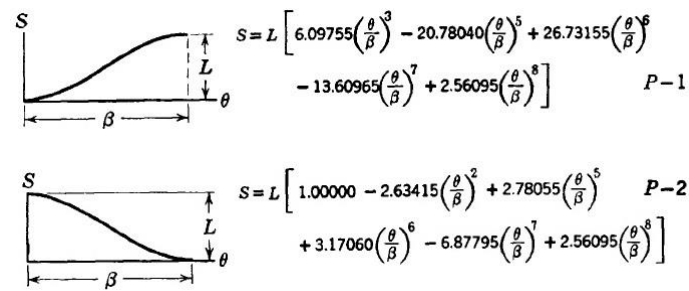 S
L
θ
β
S = L [ 6.09755(θ/β)³ − 20.78040(θ/β)⁵ + 26.73155(θ/β)⁶
− 13.60965(θ/β)⁷ + 2.56095(θ/β)⁸ ] P−1
S
L
θ
β
S = L [ 1.00000 − 2.63415(θ/β)² + 2.78055(θ/β)⁵ P−2
+ 3.17060(θ/β)⁶ − 6.87795(θ/β)⁷ + 2.56095(θ/β)⁸ ]